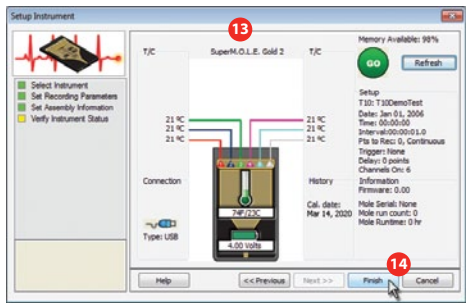 Setup Instrument
13
Memory Available: 98%
T/C
SuperM.O.L.E. Gold 2
T/C
GO
Refresh
Select Instrument
Set Recording Parameters
Set Assembly Information
Verify Instrument Status
Setup
T10: T10DemoTest
Date: Jan 01, 2006
Time: 00:00:00
Interval:00:00:01.0
Pts to Rec: 0, Continuous
Trigger: None
Delay: 0 points
Channels On: 6
21 ºC
21 ºC
21 ºC
21 ºC
21 ºC
21 ºC
Connection
History
Information
Firmware: 0.00
Cal. date:
Mar 14, 2020
Mole Serial: None
Mole run count: 0
Mole Runtime: 0 hr
74F/23C
Type: USB
4.00 Volts
14
Help
<< Previous
Next >>
Finish
Cancel